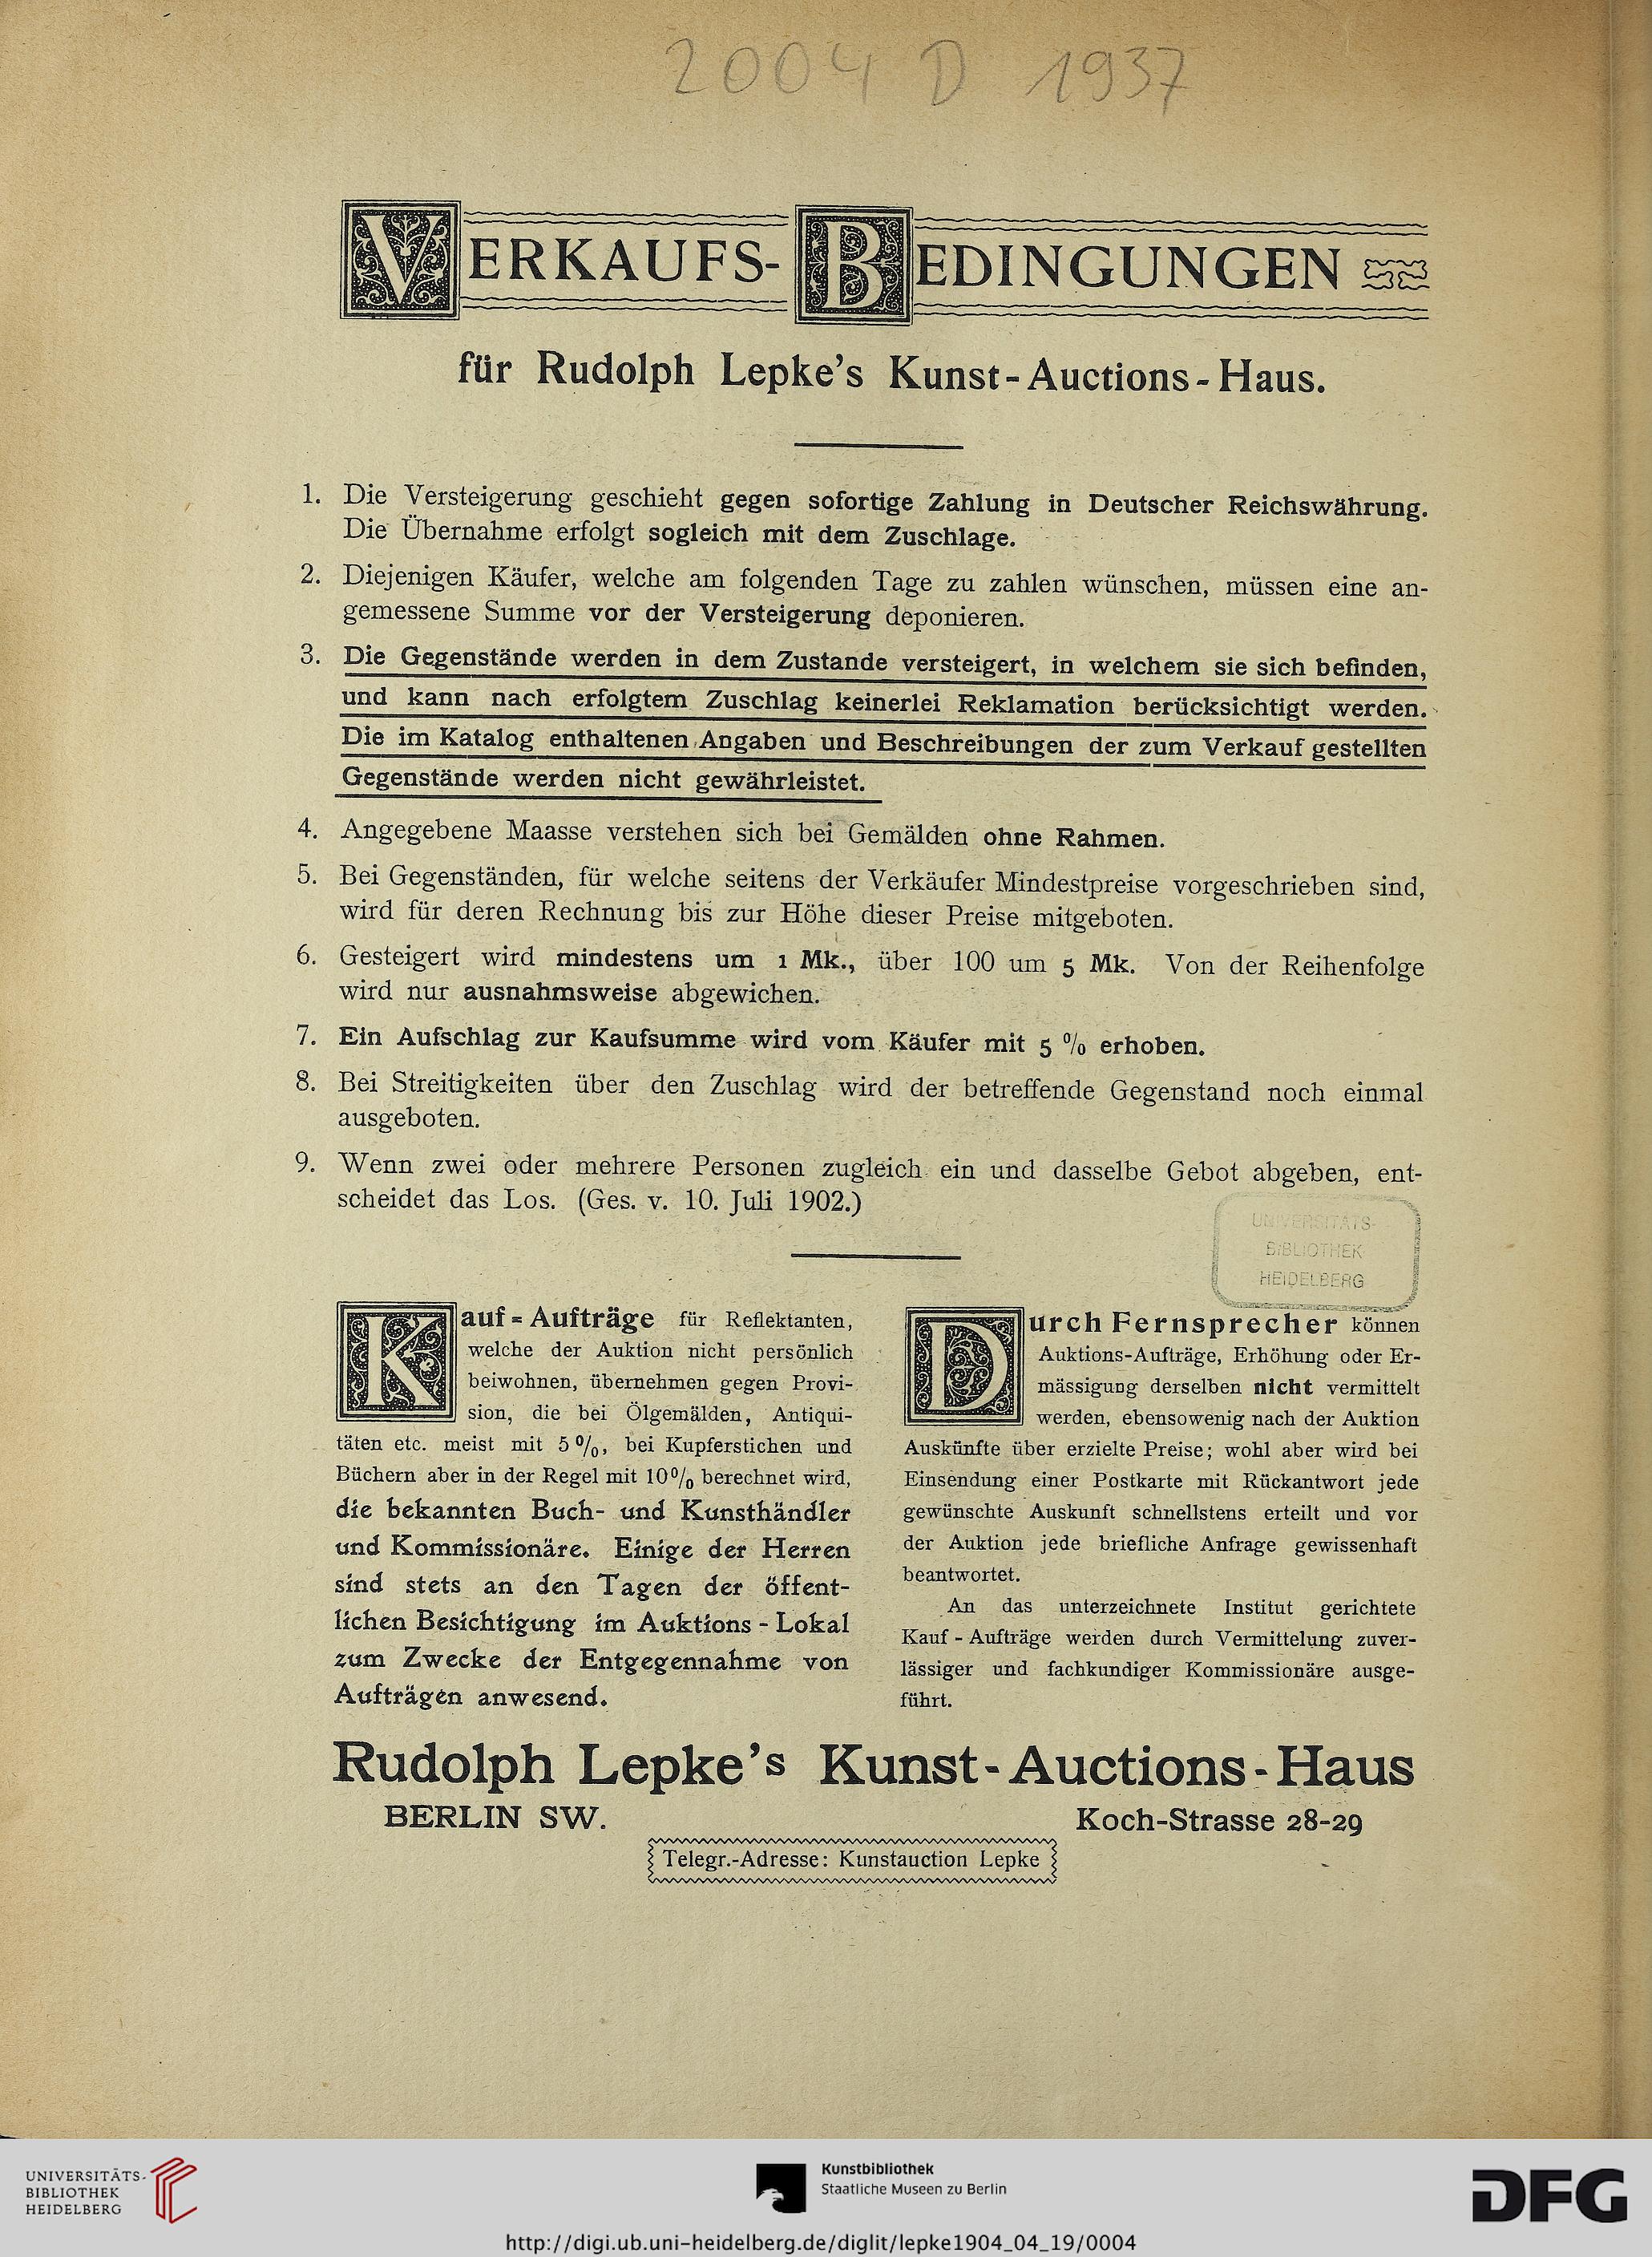 2004 D 1937
VERKAUFS-BEDINGUNGEN
für Rudolph Lepke's Kunst-Auctions-Haus.
1. Die Versteigerung geschieht gegen sofortige Zahlung in Deutscher Reichswährung.
Die Übernahme erfolgt sogleich mit dem Zuschlage.
2. Diejenigen Käufer, welche am folgenden Tage zu zahlen wünschen, müssen eine an-
gemessene Summe vor der Versteigerung deponieren.
3. Die Gegenstände werden in dem Zustande versteigert, in welchem sie sich befinden,
und kann nach erfolgtem Zuschlag keinerlei Reklamation berücksichtigt werden.
Die im Katalog enthaltenen Angaben und Beschreibungen der zum Verkauf gestellten
Gegenstände werden nicht gewährleistet.
4. Angegebene Maasse verstehen sich bei Gemälden ohne Rahmen.
5. Bei Gegenständen, für welche seitens der Verkäufer Mindestpreise vorgeschrieben sind,
wird für deren Rechnung bis zur Höhe dieser Preise mitgeboten.
6. Gesteigert wird mindestens um 1 Mk., über 100 um 5 Mk. Von der Reihenfolge
wird nur ausnahmsweise abgewichen.
7. Ein Aufschlag zur Kaufsumme wird vom Käufer mit 5 % erhoben.
8. Bei Streitigkeiten über den Zuschlag wird der betreffende Gegenstand noch einmal
ausgeboten.
9. Wenn zwei oder mehrere Personen zugleich ein und dasselbe Gebot abgeben, ent-
scheidet das Los. (Ges. v. 10. Juli 1902.)
UNIVERSITÄTS-
BIBLIOTHEK
HEIDELBERG
Kauf=Aufträge für Reflektanten,
welche der Auktion nicht persönlich
beiwohnen, übernehmen gegen Provi-
sion, die bei Ölgemälden, Antiqui-
täten etc. meist mit 5 %, bei Kupferstichen und
Büchern aber in der Regel mit 10% berechnet wird,
die bekannten Buch- und Kunsthändler
und Kommissionäre. Einige der Herren
sind stets an den Tagen der öffent-
lichen Besichtigung im Auktions-Lokal
zum Zwecke der Entgegennahme von
Aufträgen anwesend.
Durch Fernsprecher können
Auktions-Aufträge, Erhöhung oder Er-
mässigung derselben nicht vermittelt
werden, ebensowenig nach der Auktion
Auskünfte über erzielte Preise; wohl aber wird bei
Einsendung einer Postkarte mit Rückantwort jede
gewünschte Auskunft schnellstens erteilt und vor
der Auktion jede briefliche Anfrage gewissenhaft
beantwortet.
An das unterzeichnete Institut gerichtete
Kauf-Aufträge werden durch Vermittelung zuver-
lässiger und fachkundiger Kommissionäre ausge-
führt.
Rudolph Lepke's Kunst-Auctions-Haus
BERLIN SW. Koch-Strasse 28-29
Telegr.-Adresse: Kunstauction Lepke
UNIVERSITÄTS-
BIBLIOTHEK
HEIDELBERG
Kunstbibliothek
Staatliche Museen zu Berlin
DFG
http://digi.ub.uni-heidelberg.de/diglit/lepke1904_04_19/0004